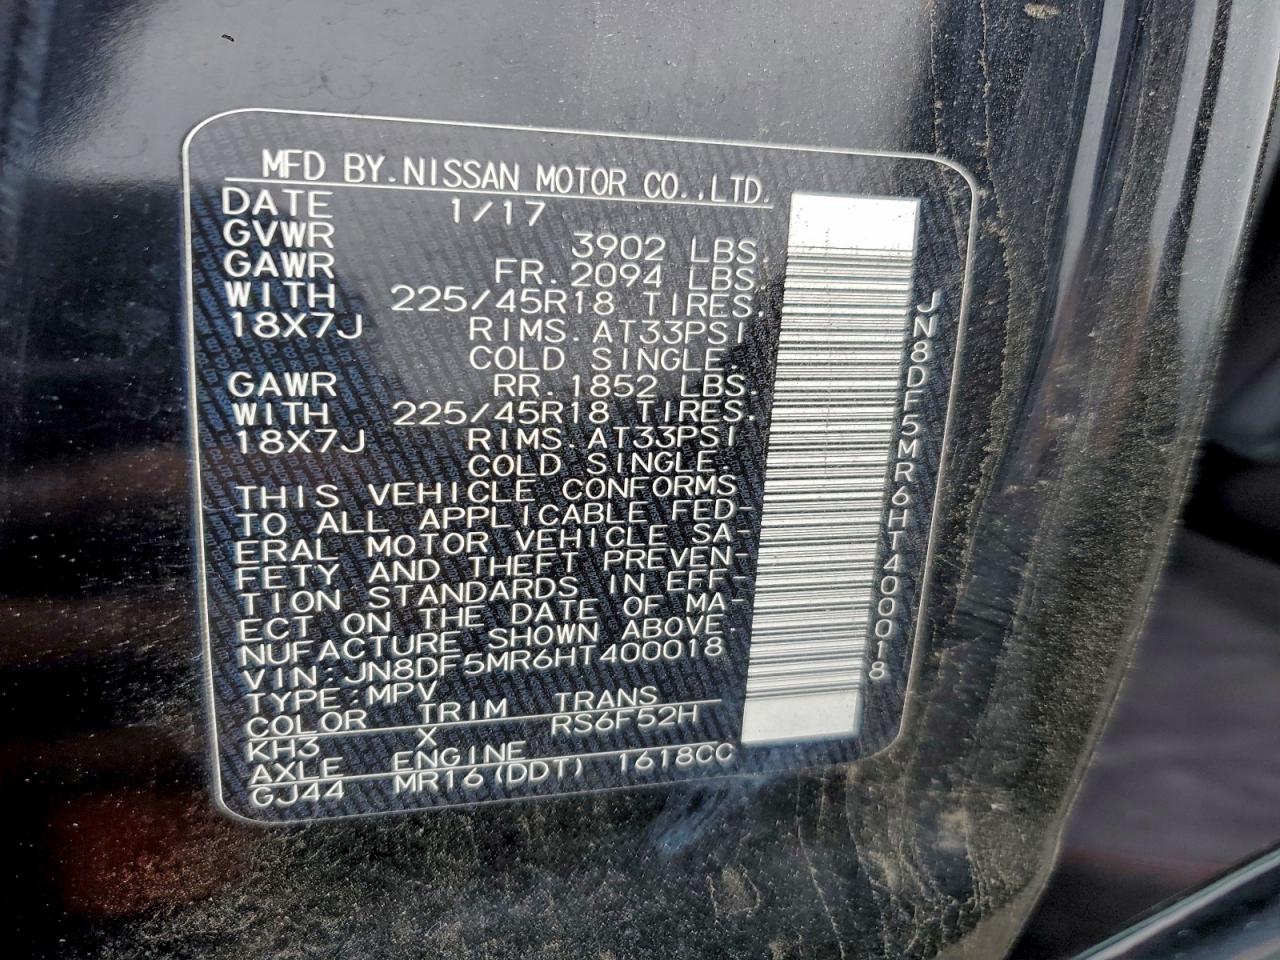 MFD BY.NISSAN MOTOR CO.,LTD.
DATE 1/17
GVWR 3902 LBS.
GAWR FR.2094 LBS.
WITH 225/45R18 TIRES.
18X7J RIMS.AT33PSI
COLD SINGLE.
GAWR RR.1852 LBS.
WITH 225/45R18 TIRES.
18X7J RIMS.AT33PSI
COLD SINGLE.
THIS VEHICLE CONFORMS
TO ALL APPLICABLE FED-
ERAL MOTOR VEHICLE SA-
FETY AND THEFT PREVEN-
TION STANDARDS IN EFF-
ECT ON THE DATE OF MA-
NUFACTURE SHOWN ABOVE.
VIN:JN8DF5MR6HT400018
TYPE:MPV
COLOR TRIM TRANS
KH3 X RS6F52H
AXLE ENGINE
GJ44 MR16(DDT) 1618CC
JN8DF5MR6HT400018